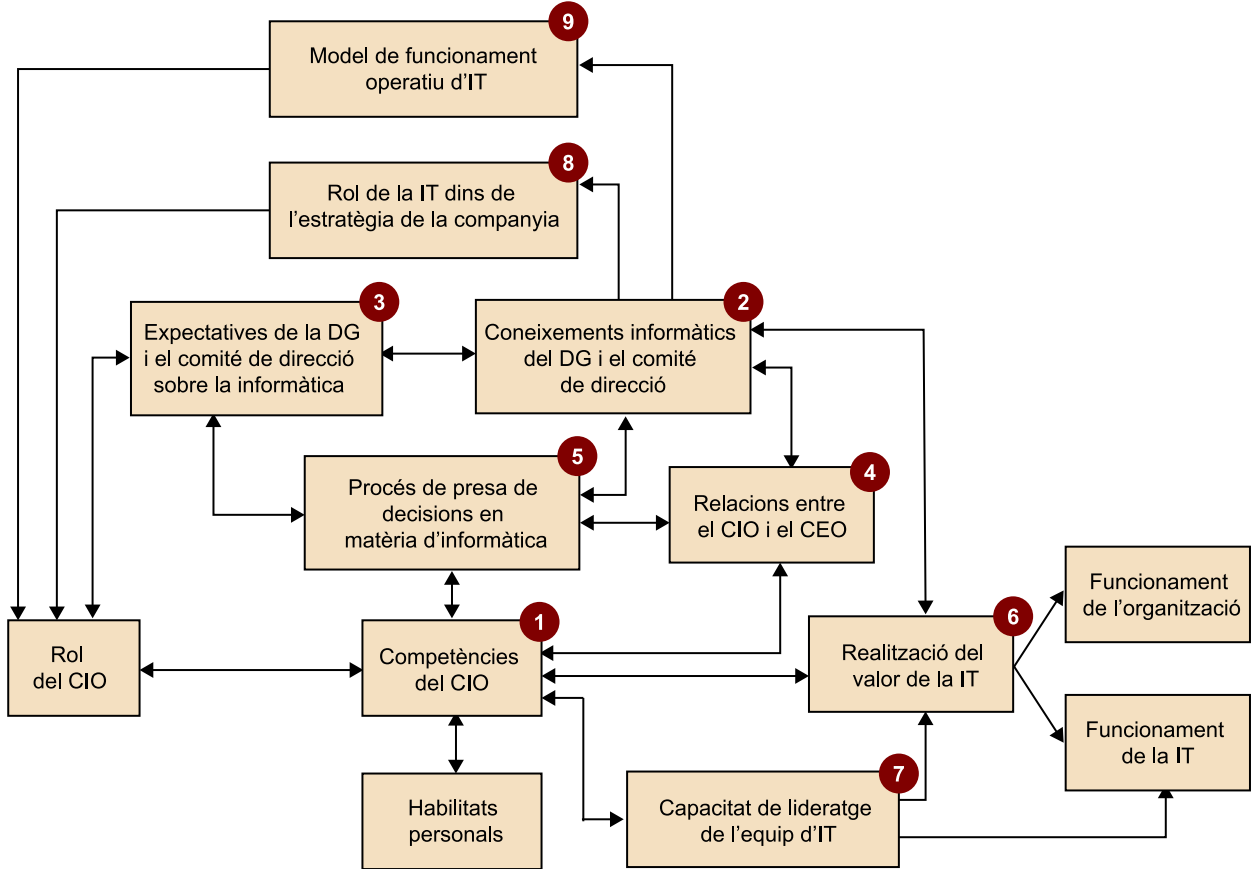 9
Model de funcionament
operatiu d'IT
8
Rol de la IT dins de
l'estratègia de la companyia
3
Expectatives de la DG
i el comité de direcció
sobre la informàtica
2
Coneixements informàtics
del DG i el comité
de direcció
5
Procés de presa de
decisions en
matèria d'informàtica
4
Relacions entre
el CIO i el CEO
Funcionament
de l'organització
Rol
del CIO
1
Competències
del CIO
6
Realització del
valor de la IT
Funcionament
de la IT
Habilitats
personals
7
Capacitat de lideratge
de l'equip d'IT